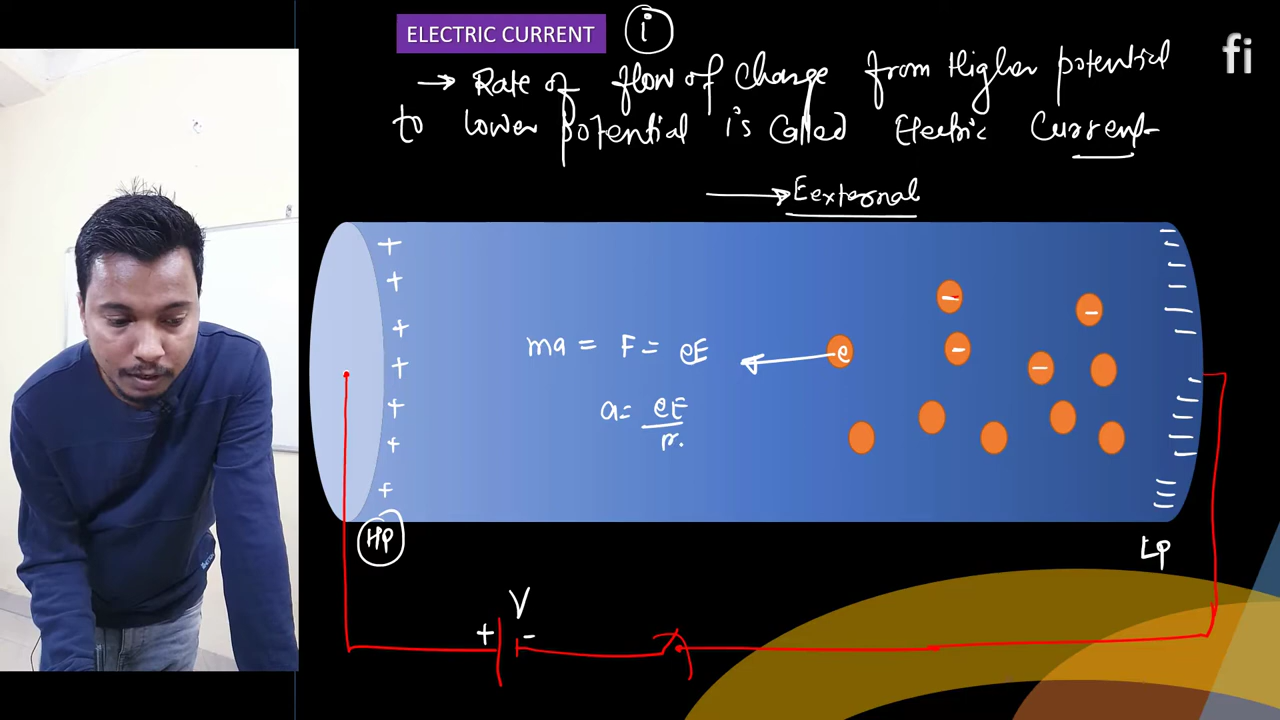 ELECTRIC CURRENT i
fi
→ Rate of flow of Charge from Higher potential
to lower potential is Called Electric Current
→ Eexternal
+
+
+
+
+
+
+
ma = F = eE
a = eE
e
-
-
-
-
HP
LP
V
+ -